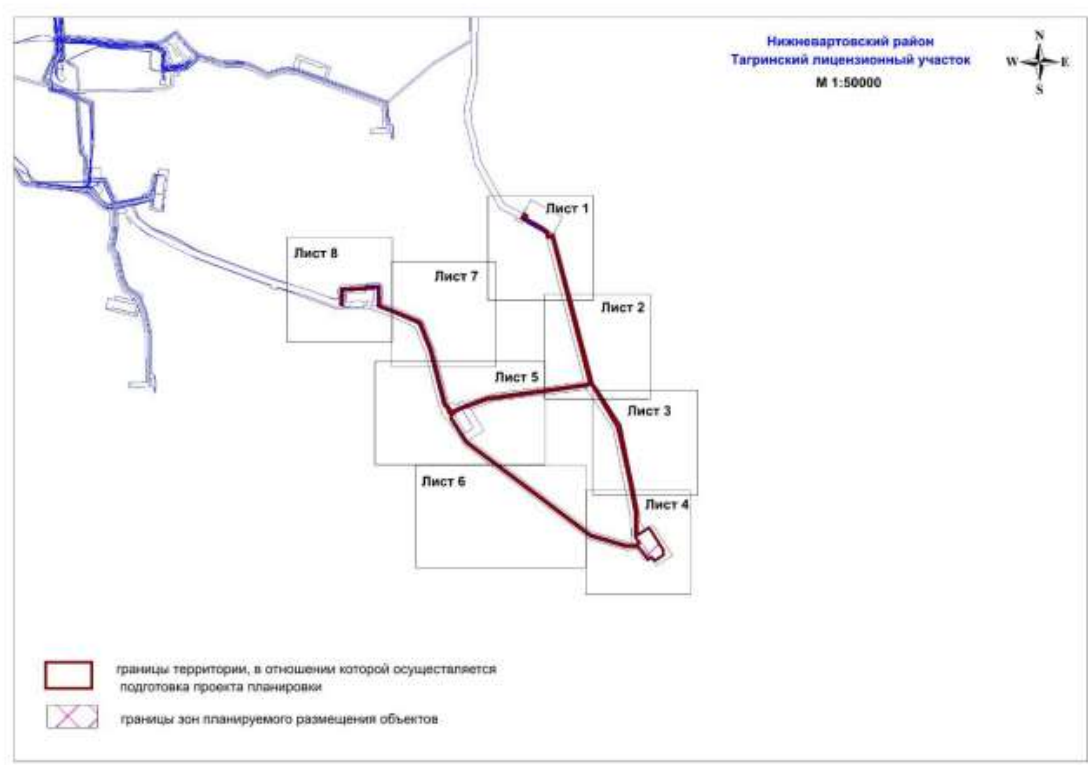 Нижневартовский район
Тагринский лицензионный участок
М 1:50000
N
W E
S
Лист 1
Лист 8
Лист 7
Лист 2
Лист 5
Лист 3
Лист 6
Лист 4
границы территории, в отношении которой осуществляется
подготовка проекта планировки
границы зон планируемого размещения объектов